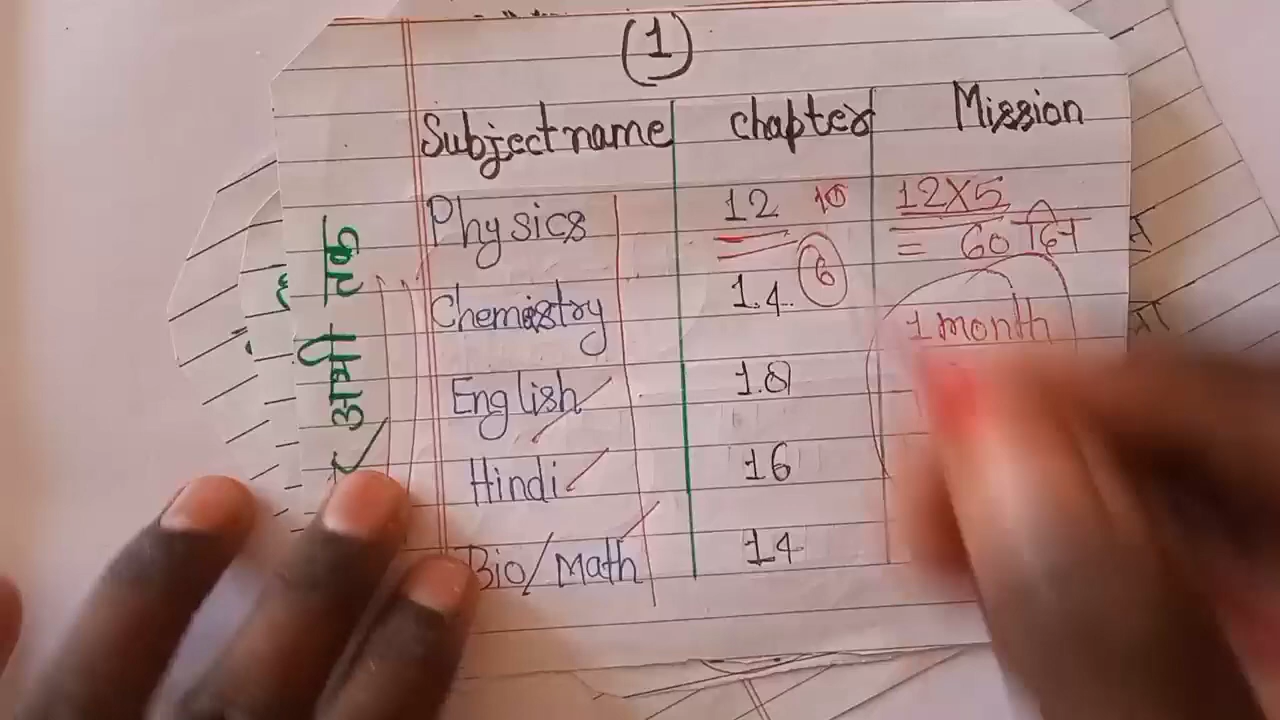 (1)
Subject name chapter Mission
Physics 12 10 12X5
= 60 दिन
Chemistry 14 6
1 month
English 18
Hindi 16
Bio/Math 14
अभी तक